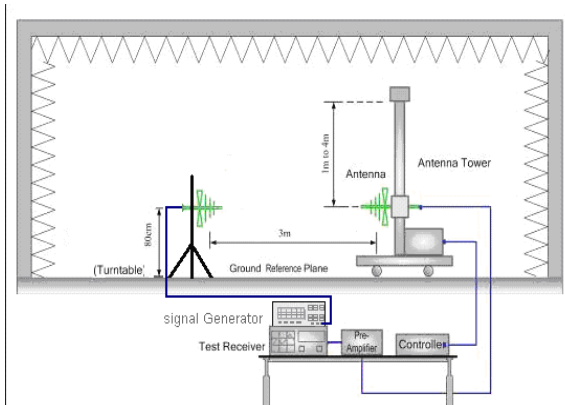 1m to 4m
Antenna Tower
Antenna
3m
80cm
(Turntable)
Ground Reference Plane
signal Generator
Test Receiver
Pre-
Amplifier
Controller